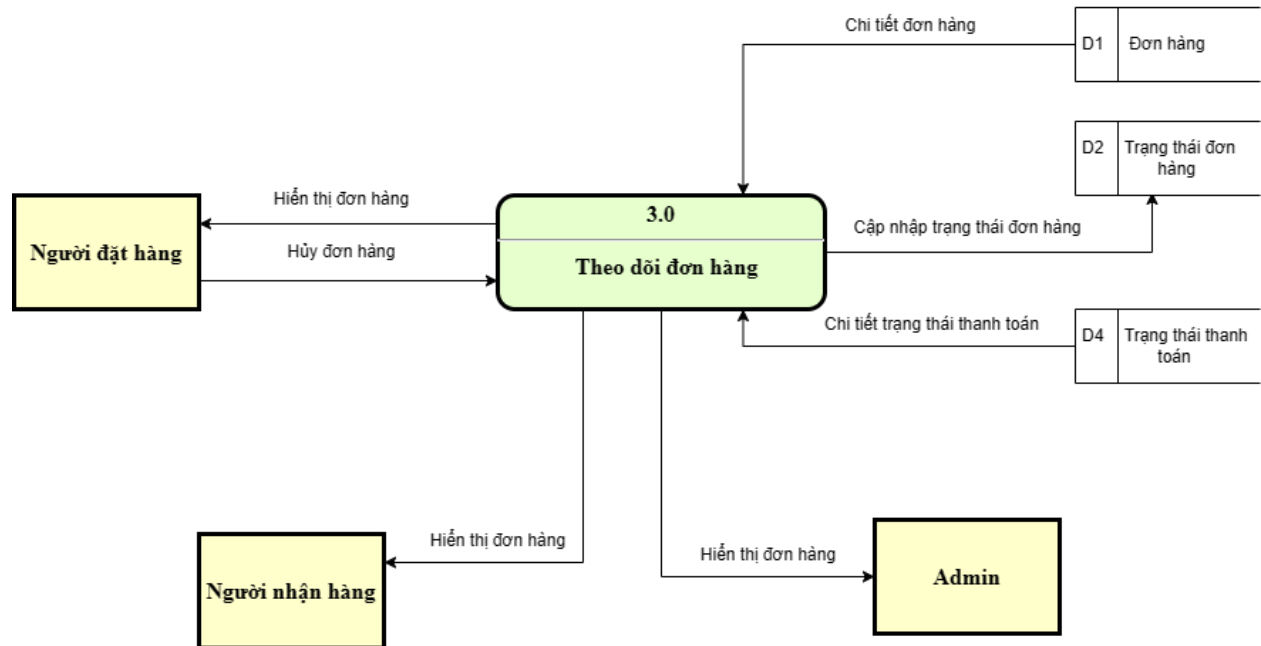 Chi tiết đơn hàng
D1
Đơn hàng
D2
Trạng thái đơn
hàng
Hiển thị đơn hàng
3.0
Người đặt hàng
Hủy đơn hàng
Theo dõi đơn hàng
Cập nhập trạng thái đơn hàng
Chi tiết trạng thái thanh toán
D4
Trạng thái thanh
toán
Hiển thị đơn hàng
Người nhận hàng
Hiển thị đơn hàng
Admin